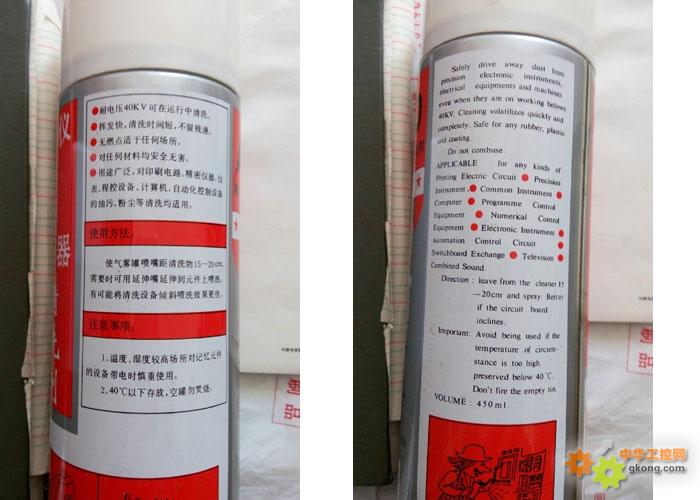 仪
器
清
●耐电压40KV可在运行中清洗.
●挥发快,清洗时间短,不留残渣.
●无燃点适于任何场所.
●对任何材料均安全无害.
●用途广泛,对印刷电路、精密仪器、仪
表、程控设备、计算机、自动化控制设备
的油污,粉尘等清洗均适用.
使用方法:
使气雾罐喷嘴距清洗物15—20cm,
需要时可用延伸嘴延伸到元件上喷洗,
有可能将清洗设备倾斜喷洗效果更佳.
注意事项:
1.温度、湿度较高场所对记忆元件
的设备带电时慎重使用。
2.40℃以下存放,空罐勿焚烧。
Safely drive away dust from
precision electronic instruments,
electrical equipments and machines
even when they are on working below
40KV. Cleaning volatilizes quickly and
completely. Safe for any rubber, plastic
and coating.
Do not combuse.
APPLICABLE for any kinds of
Printing Electric Circuit ● Precision
Instrument ● Common Instrument ●
Computer ● Programme Control
Equipment ● Numerical Control
Equipment ● Electronic Instrument ●
Automation Control Circuit ●
Switchboard Exchange ● Television ●
Combined Sound.
Direction : leave from the cleaner 15
—20cm and spray. Better
if the circuit board
inclines.
Important: Avoid being used if the
temperature of circum-
stance is too high.
preserved below 40℃.
Don't fire the empty tin.
VOLUME : 450ml.
品
中华工控网
gkong.com